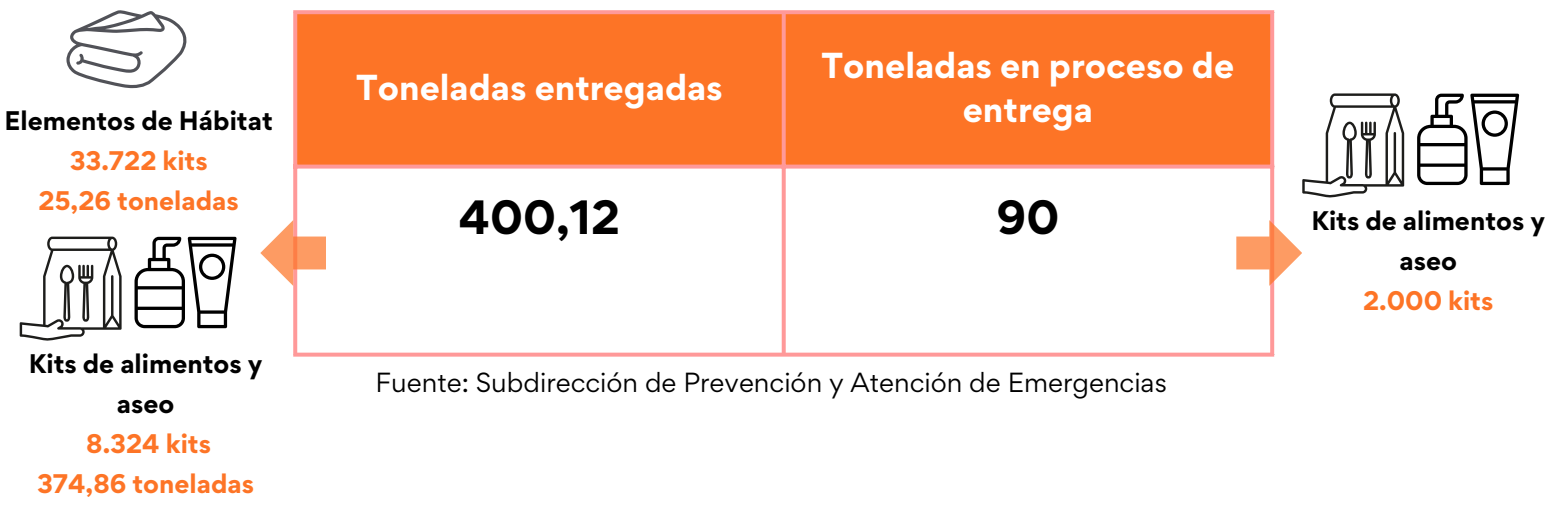 Elementos de Hábitat
33.722 kits
25,26 toneladas
Kits de alimentos y
aseo
8.324 kits
374,86 toneladas
Toneladas entregadas
Toneladas en proceso de
entrega
400,12
90
Fuente: Subdirección de Prevención y Atención de Emergencias
Kits de alimentos y
aseo
2.000 kits